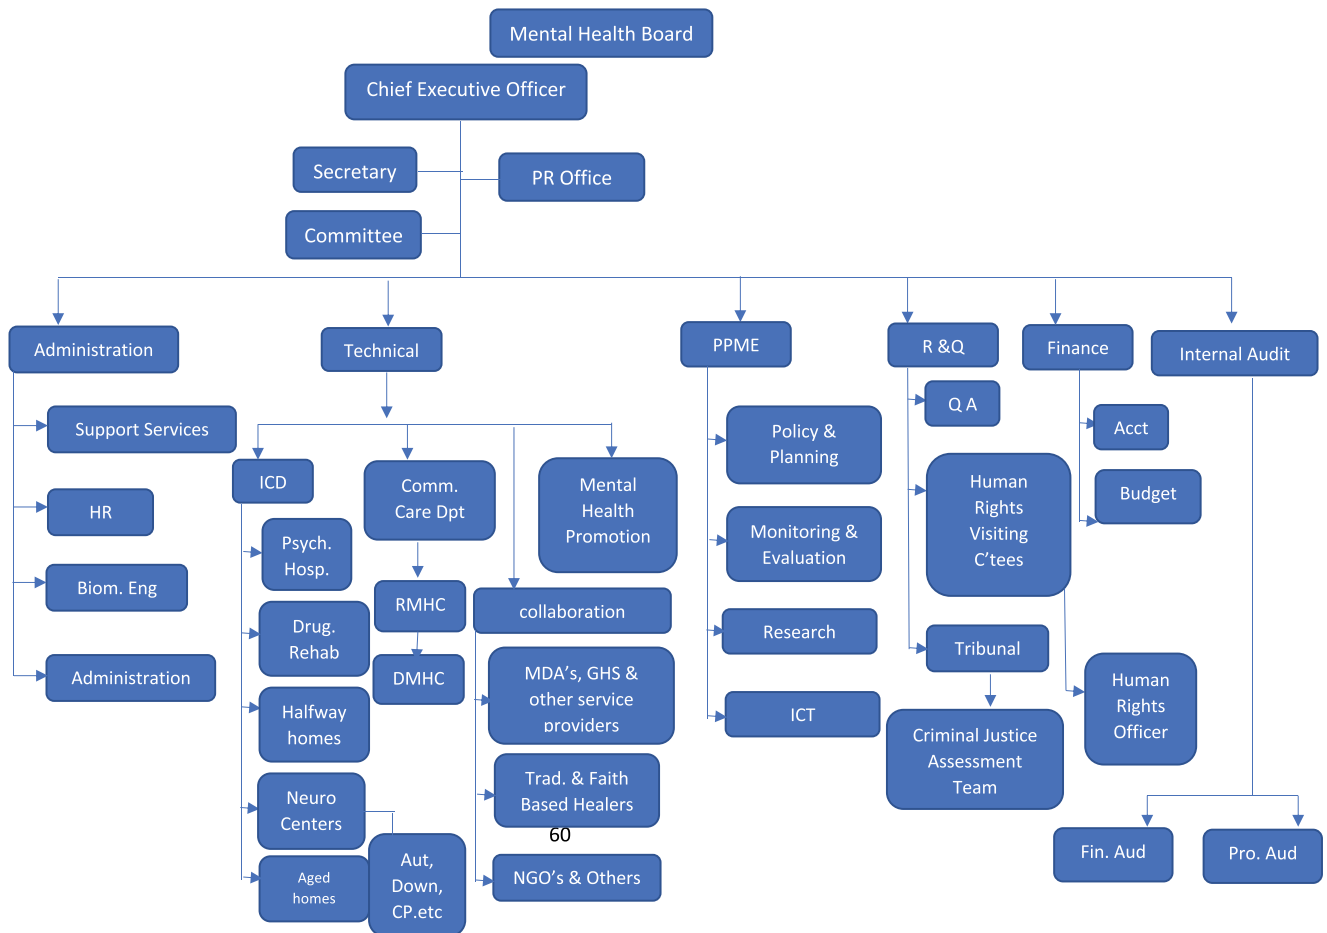 Mental Health Board
Chief Executive Officer
Secretary
PR Office
Committee
Administration
Technical
PPME
R &Q
Finance
Internal Audit
Support Services
HR
Biom. Eng
Administration
ICD
Psych.
Hosp.
Drug.
Rehab
Halfway
homes
Neuro
Centers
Aged
homes
Aut,
Down,
CP.etc
Comm.
Care Dpt
RMHC
DMHC
collaboration
MDA’s, GHS &
other service
providers
Trad. & Faith
Based Healers
60
NGO’s & Others
Mental
Health
Promotion
Policy &
Planning
Monitoring &
Evaluation
Research
ICT
Q A
Human
Rights
Visiting
C’tees
Tribunal
Criminal Justice
Assessment
Team
Human
Rights
Officer
Acct
Budget
Fin. Aud
Pro. Aud